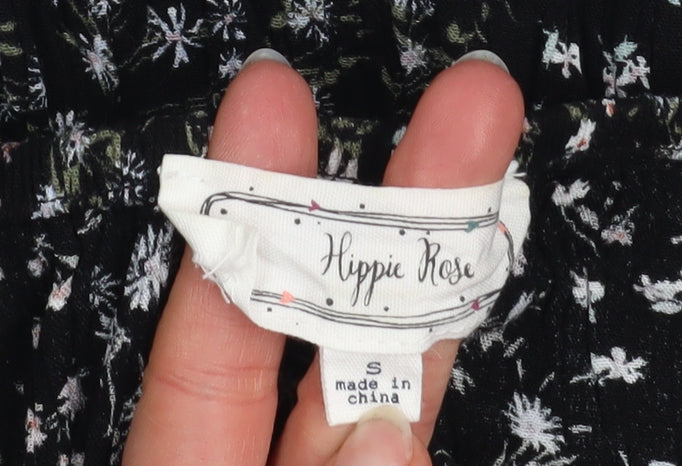 Hippie Rose
S
made in
china